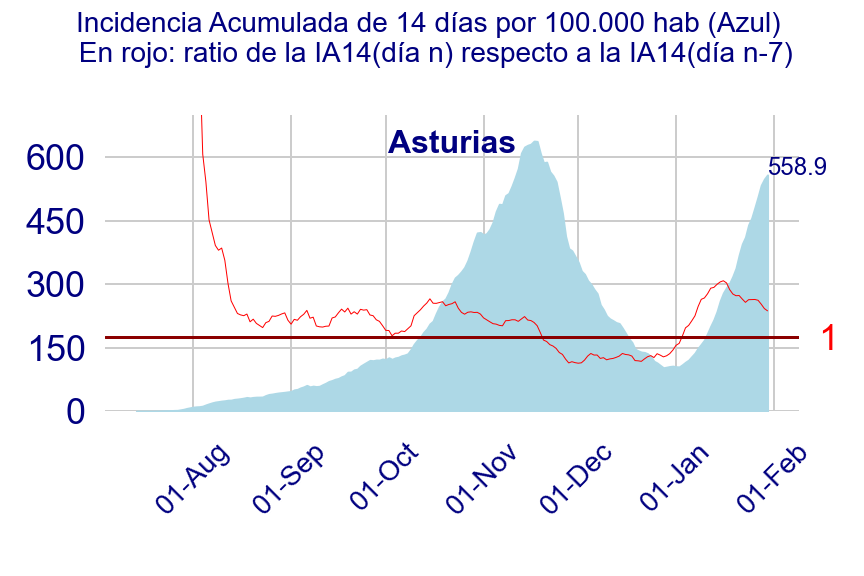 Incidencia Acumulada de 14 días por 100.000 hab (Azul)
En rojo: ratio de la IA14(día n) respecto a la IA14(día n-7)
Asturias
600
558.9
450
300
1
150
0
01-Aug
01-Sep
01-Oct
01-Nov
01-Dec
01-Jan
01-Feb